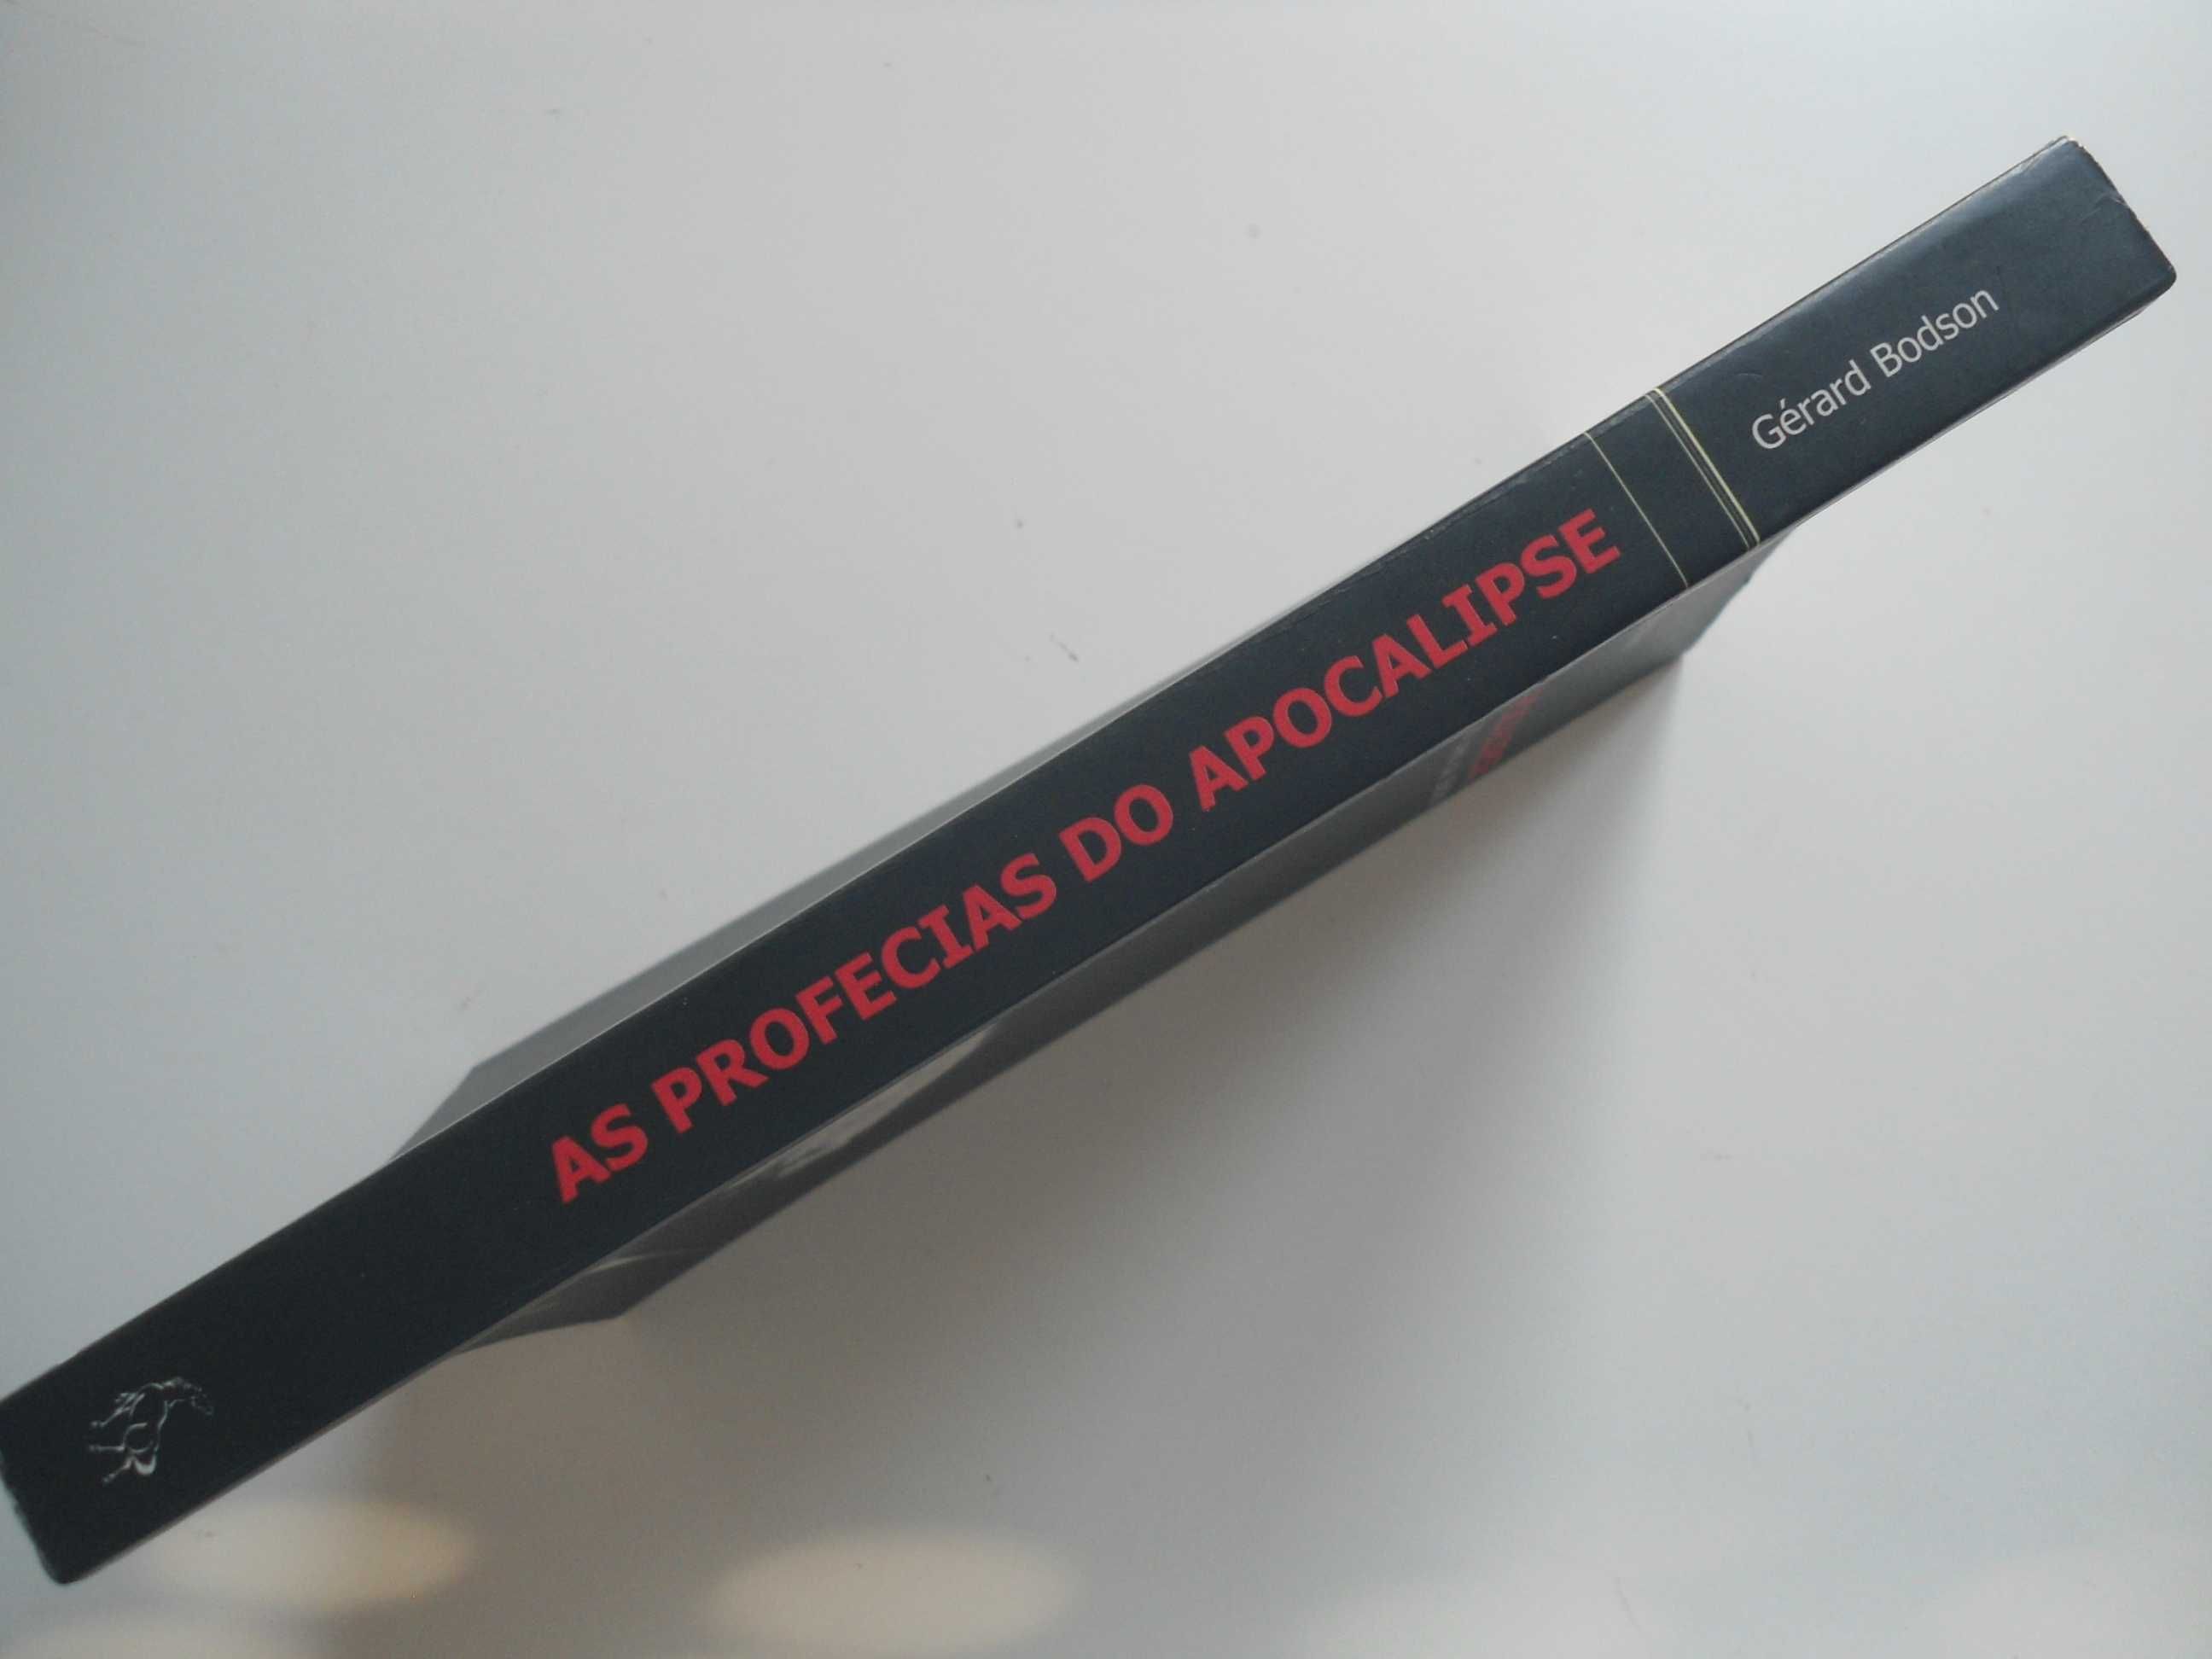 AS PROFECIAS DO APOCALIPSE
Gérard Bodson